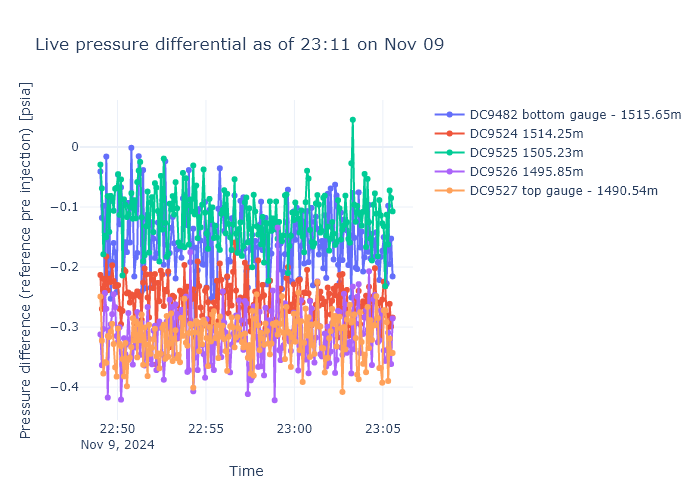 Live pressure differential as of 23:11 on Nov 09
Pressure difference (reference pre injection) [psia]
0
−0.1
−0.2
−0.3
−0.4
22:50
Nov 9, 2024
22:55
23:00
23:05
Time
DC9482 bottom gauge - 1515.65m
DC9524 1514.25m
DC9525 1505.23m
DC9526 1495.85m
DC9527 top gauge - 1490.54m